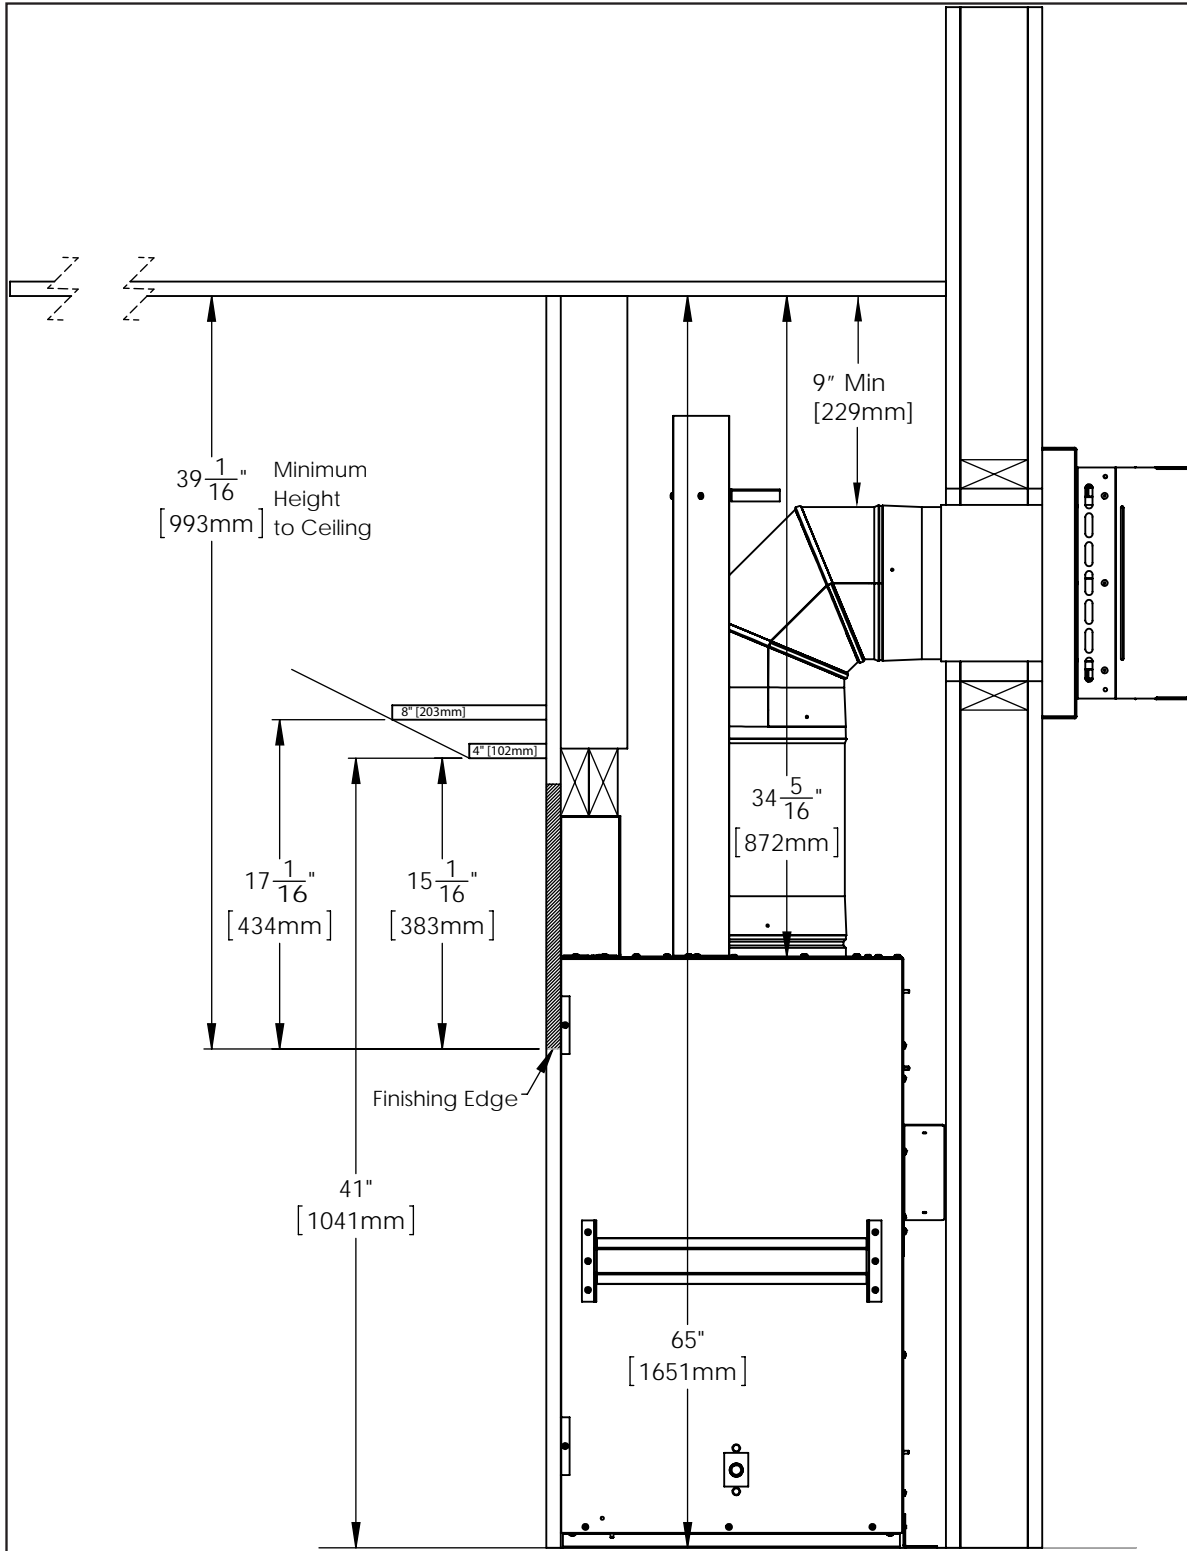 9" Min
[229mm]
39 1/16" Minimum
Height
[993mm] to Ceiling
8" [203mm]
4" [102mm]
34 5/16"
[872mm]
17 1/16"
[434mm]
15 1/16"
[383mm]
Finishing Edge
41"
[1041mm]
65"
[1651mm]